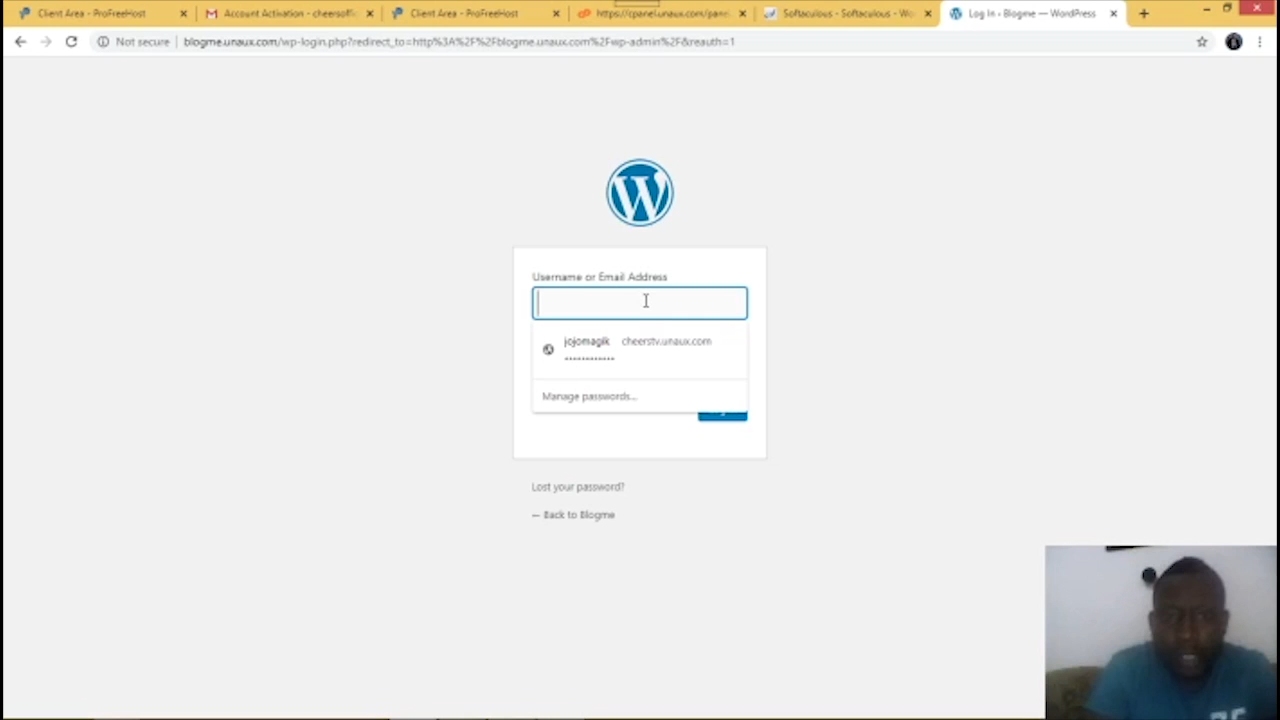 Client Area - ProFreeHost
Account Activation - cheersoffi
Client Area - ProFreeHost
https://cpanel.unaux.com/pane
Softaculous - Softaculous - Wo
Log In ‹ Blogme — WordPress
Not secure | blogme.unaux.com/wp-login.php?redirect_to=http%3A%2F%2Fblogme.unaux.com%2Fwp-admin%2F&reauth=1
Username or Email Address
jojomagik cheerstv.unaux.com
Manage passwords...
Lost your password?
← Back to Blogme